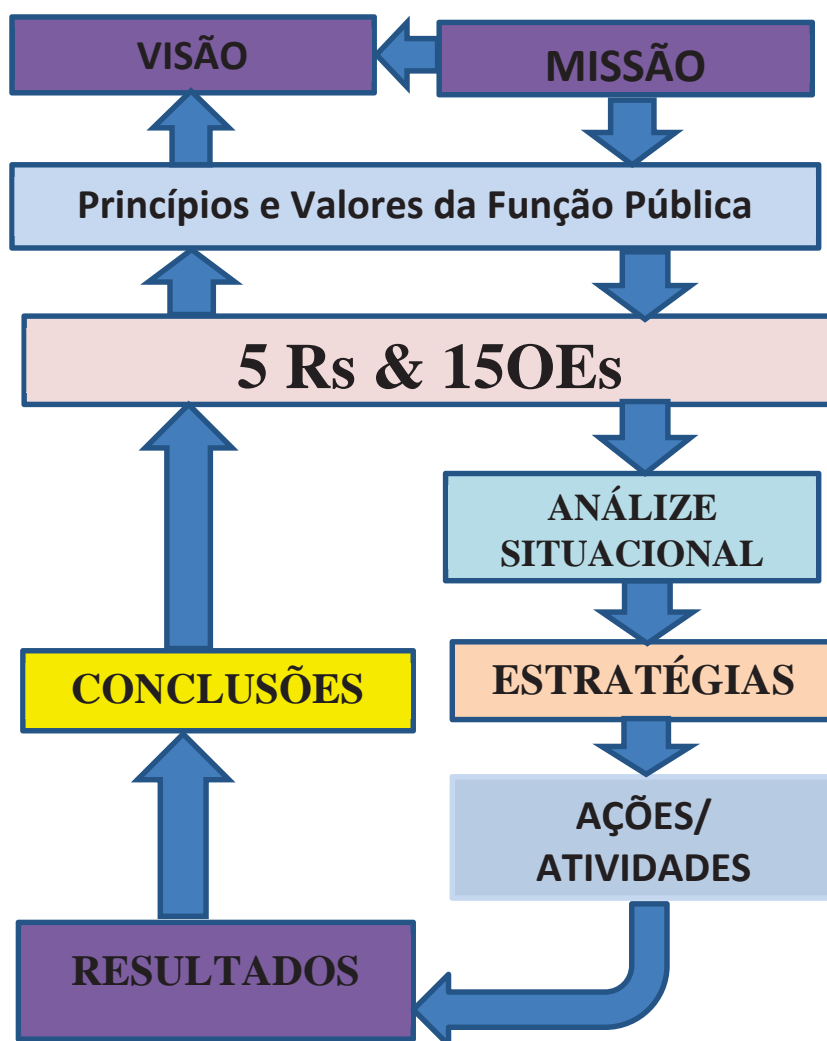 VISÃO
MISSÃO
Princípios e Valores da Função Pública
5 Rs & 15OEs
ANÁLIZE
SITUACIONAL
CONCLUSÕES
ESTRATÉGIAS
AÇÕES/
ATIVIDADES
RESULTADOS